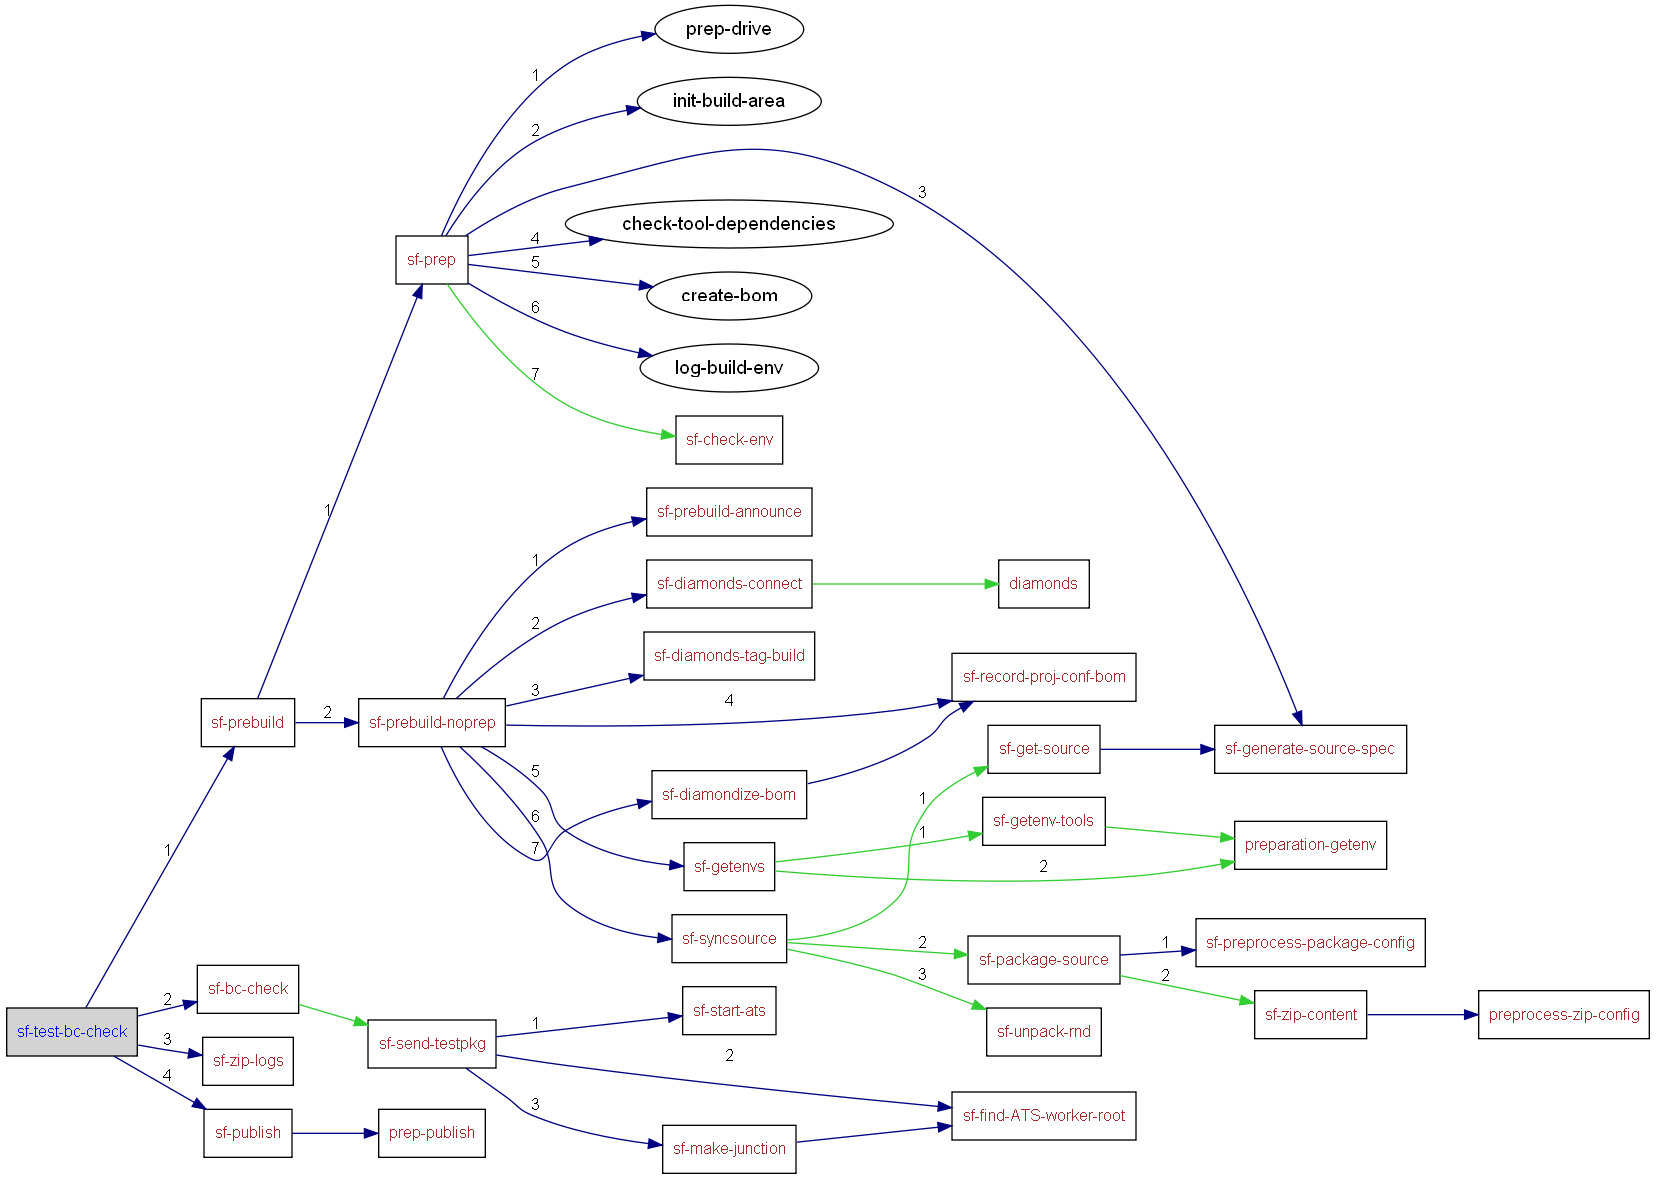 prep-drive
1
init-build-area
2
3
check-tool-dependencies
4
sf-prep
5
create-bom
6
log-build-env
7
sf-check-env
1
sf-prebuild-announce
1
sf-diamonds-connect
diamonds
2
sf-diamonds-tag-build
3
sf-record-proj-conf-bom
4
sf-prebuild
2
sf-prebuild-noprep
sf-get-source
sf-generate-source-spec
5
sf-diamondize-bom
1
6
sf-getenv-tools
1
preparation-getenv
7
1
sf-getenvs
2
sf-syncsource
2
sf-package-source
1
sf-preprocess-package-config
3
2
sf-bc-check
2
sf-start-ats
1
sf-zip-content
preprocess-zip-config
sf-test-bc-check
sf-unpack-rnd
3
sf-send-testpkg
2
sf-zip-logs
4
3
sf-find-ATS-worker-root
sf-publish
prep-publish
sf-make-junction